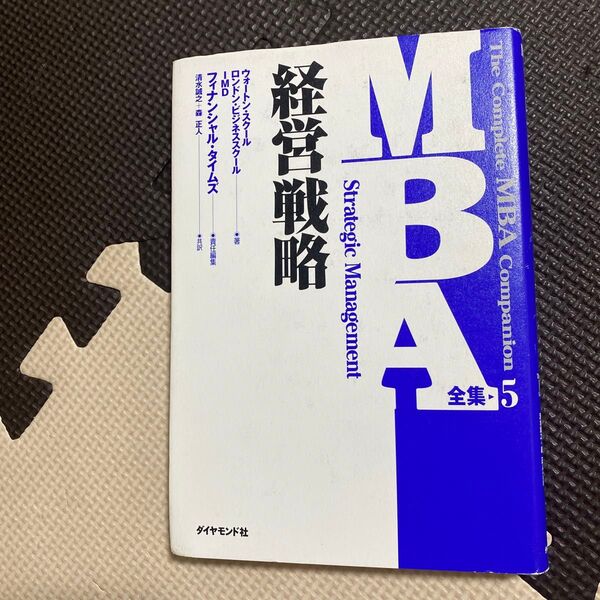 MBA
The Complete MBA Companion
全集▸5
経営戦略
Strategic Management
ウォートン・スクール
ロンドン・ビジネススクール
IMD ●著
フィナンシャル・タイムズ ●責任編集
清水誠之+森 正人 ●共訳
ダイヤモンド社